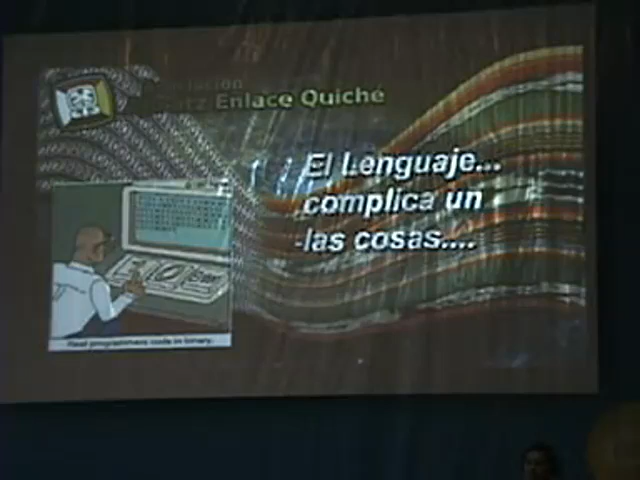 Enlace Quiché
El Lenguaje...
complica un
las cosas....
Real programmers code in binary.